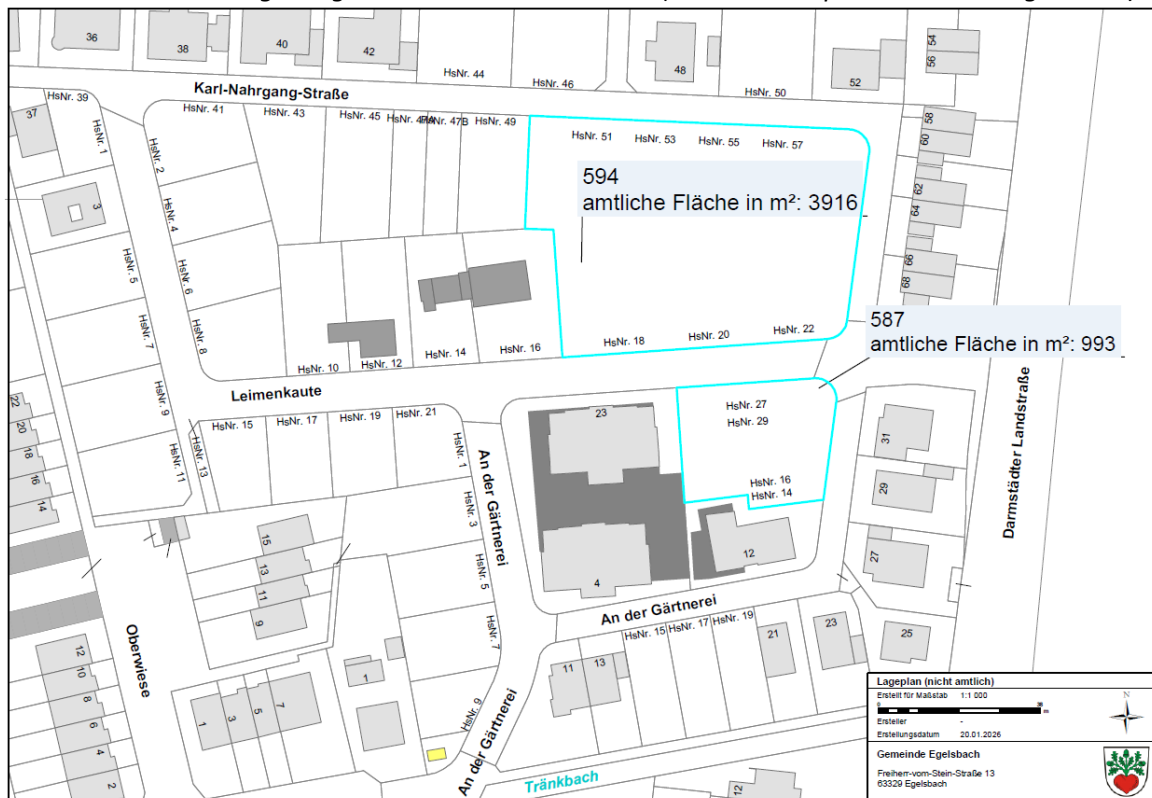 36
38
40
42
HsNr. 44
HsNr. 46
48
HsNr. 50
52
54
56
Karl-Nahrgang-Straße
37
HsNr. 39
HsNr. 1
HsNr. 41
HsNr. 43
HsNr. 45
HsNr. 47B
HsNr. 49
HsNr. 51
HsNr. 53
HsNr. 55
HsNr. 57
58
60
62
64
66
68
594
amtliche Fläche in m²: 3916
HsNr. 2
HsNr. 4
HsNr. 6
HsNr. 8
3
HsNr. 5
HsNr. 7
HsNr. 9
HsNr. 11
HsNr. 13
HsNr. 10
HsNr. 12
HsNr. 14
HsNr. 16
HsNr. 18
HsNr. 20
HsNr. 22
587
amtliche Fläche in m²: 993
Leimenkaute
HsNr. 15
HsNr. 17
HsNr. 19
HsNr. 21
23
HsNr. 27
HsNr. 29
HsNr. 16
HsNr. 14
HsNr. 1
HsNr. 3
HsNr. 5
HsNr. 7
HsNr. 9
An der Gärtnerei
31
29
27
25
Darmstädter Landstraße
22
20
18
16
14
15
13
11
9
4
12
An der Gärtnerei
Oberwiese
12
10
8
6
4
2
1
3
5
7
1
11
13
HsNr. 15
HsNr. 17
HsNr. 19
21
23
An der Gärtnerei
Tränkbach
12
Lageplan (nicht amtlich)
Erstellt für Maßstab 1:1 000
0
m
Ersteller -
Erstellungsdatum 20.01.2026
N
Gemeinde Egelsbach
Freiherr-vom-Stein-Straße 13
63329 Egelsbach